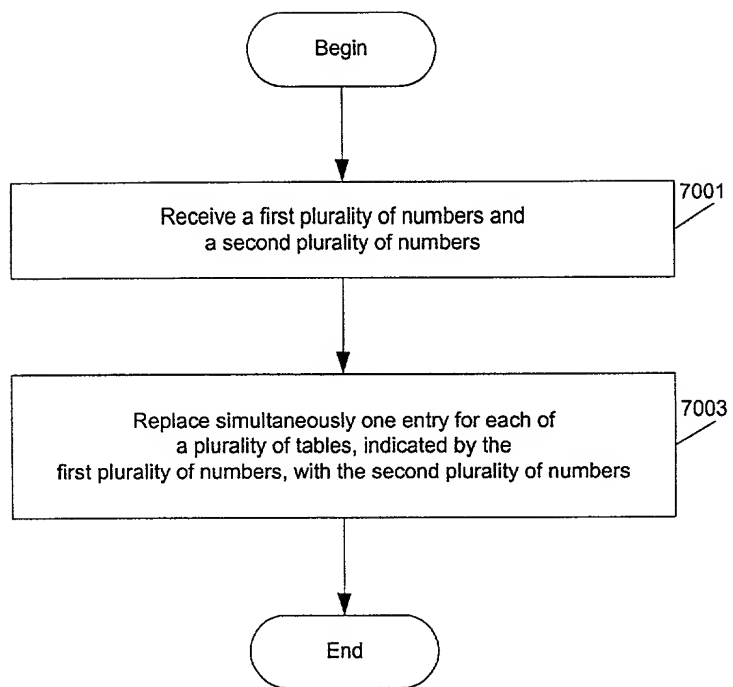 Begin
7001
Receive a first plurality of numbers and
a second plurality of numbers
7003
Replace simultaneously one entry for each of
a plurality of tables, indicated by the
first plurality of numbers, with the second plurality of numbers
End